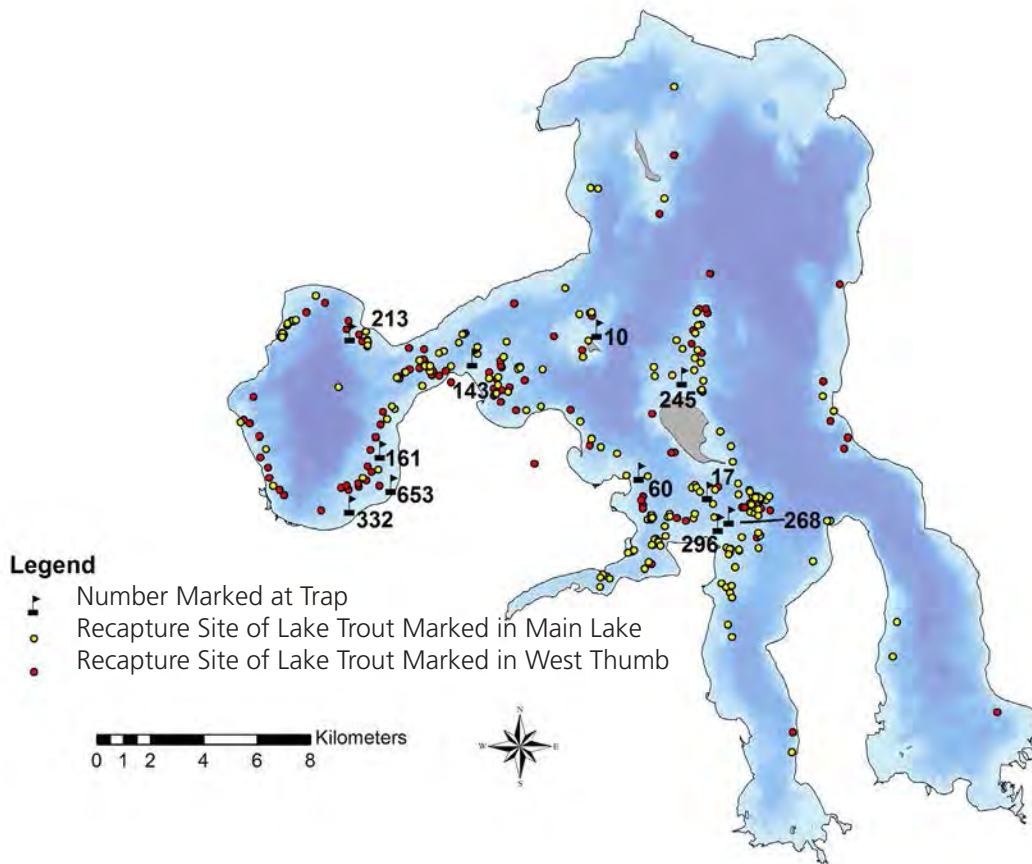 213
10
143
245
161
653
332
60
17
268
296
Legend
Number Marked at Trap
Recapture Site of Lake Trout Marked in Main Lake
Recapture Site of Lake Trout Marked in West Thumb
Kilometers
0 1 2 4 6 8
N
W E
S